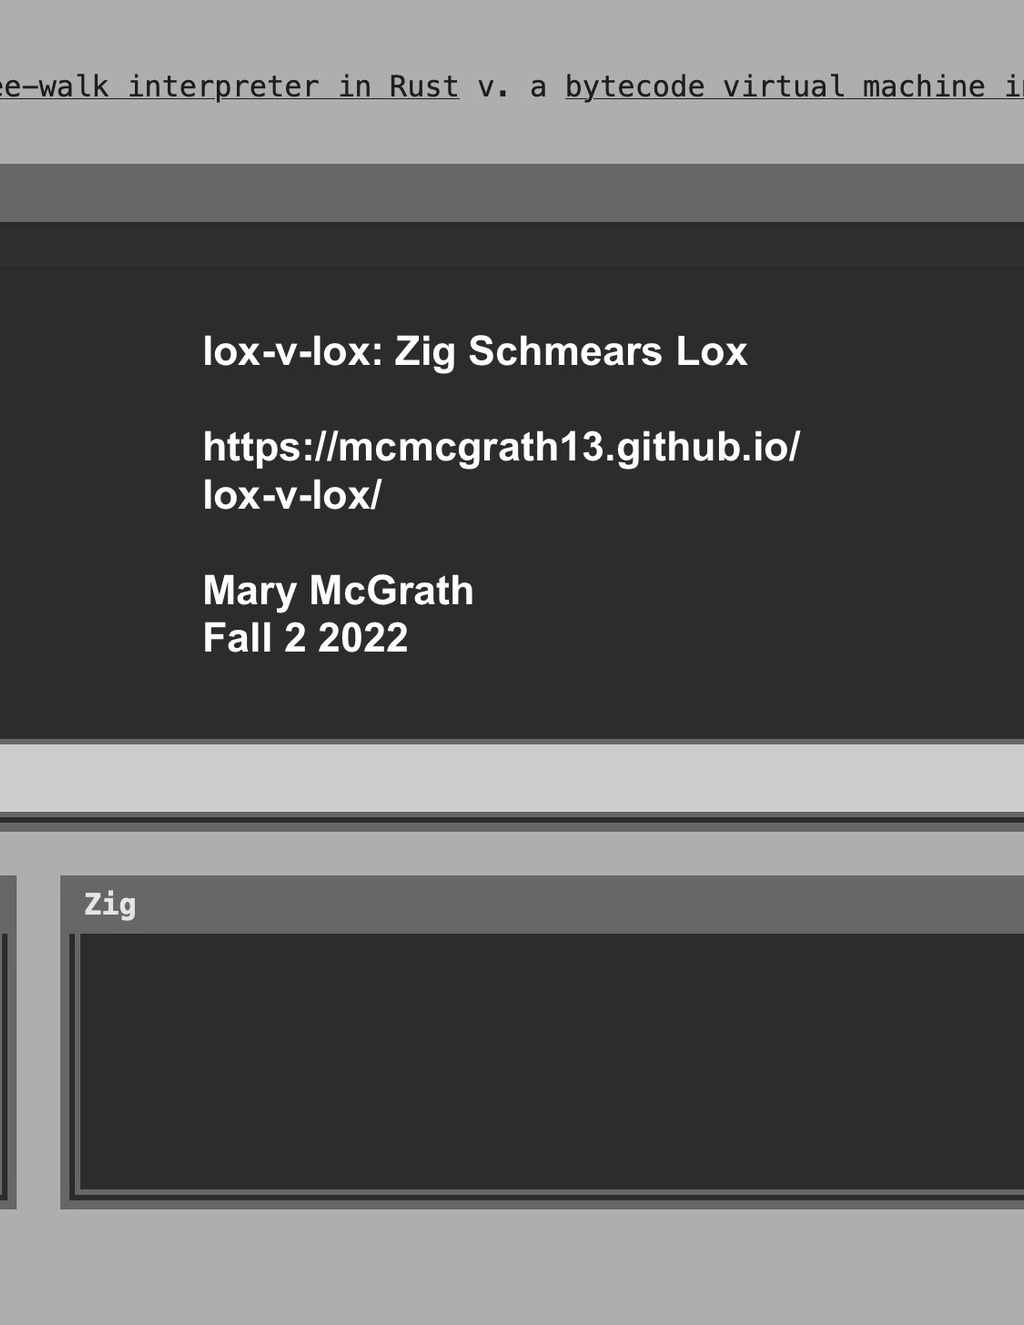 ee-walk interpreter in Rust v. a bytecode virtual machine in
lox-v-lox: Zig Schmears Lox
https://mcmcgrath13.github.io/
lox-v-lox/
Mary McGrath
Fall 2 2022
Zig